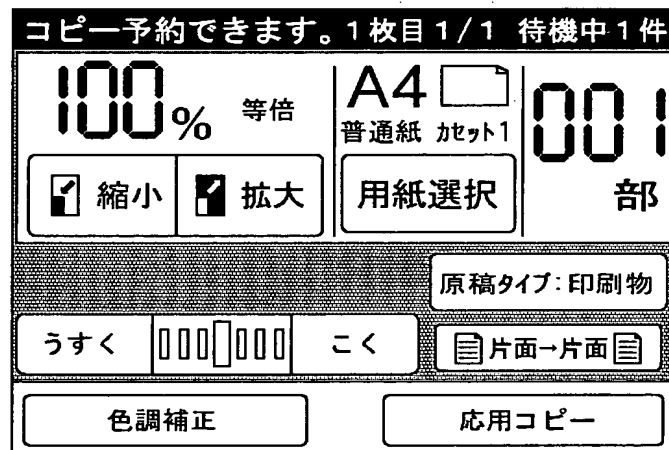 コピー予約できます。1枚目1/1 待機中1件
100% 等倍
A4
普通紙 カセット1
001
部
縮小
拡大
用紙選択
原稿タイプ:印刷物
うすく
こく
片面→片面
色調補正
応用コピー